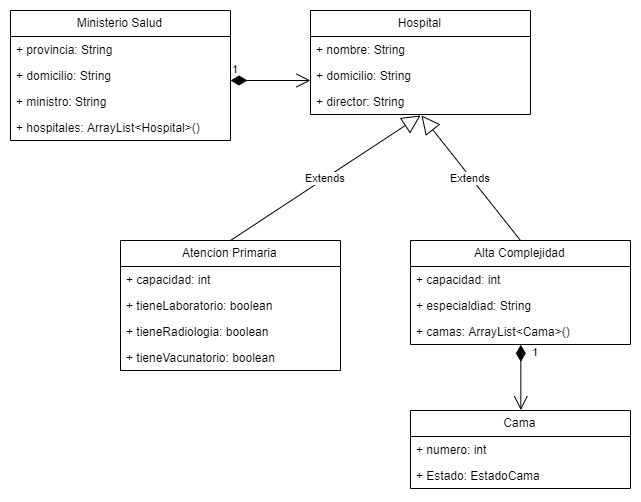 Ministerio Salud
+ provincia: String
+ domicilio: String
+ ministro: String
+ hospitales: ArrayList<Hospital>()
1
Hospital
+ nombre: String
+ domicilio: String
+ director: String
Extends
Extends
Atencion Primaria
+ capacidad: int
+ tieneLaboratorio: boolean
+ tieneRadiologia: boolean
+ tieneVacunatorio: boolean
Alta Complejidad
+ capacidad: int
+ especialdiad: String
+ camas: ArrayList<Cama>()
1
Cama
+ numero: int
+ Estado: EstadoCama